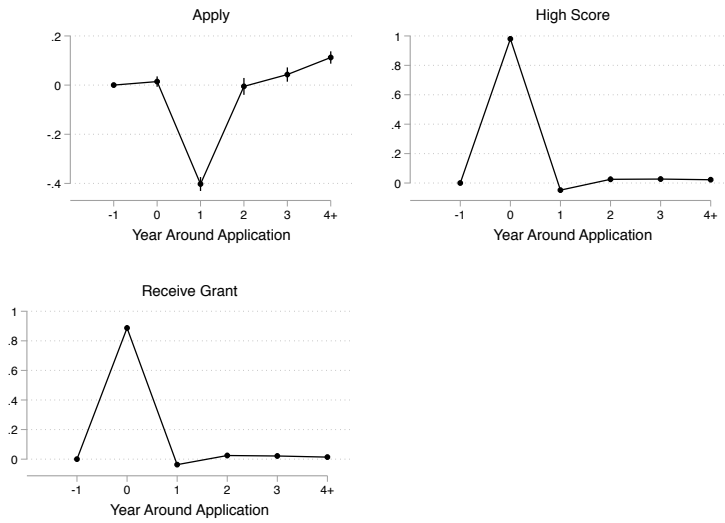 Apply
.2
0
-.2
-.4
-1 0 1 2 3 4+
Year Around Application
High Score
1
.8
.6
.4
.2
0
-1 0 1 2 3 4+
Year Around Application
Receive Grant
1
.8
.6
.4
.2
0
-1 0 1 2 3 4+
Year Around Application